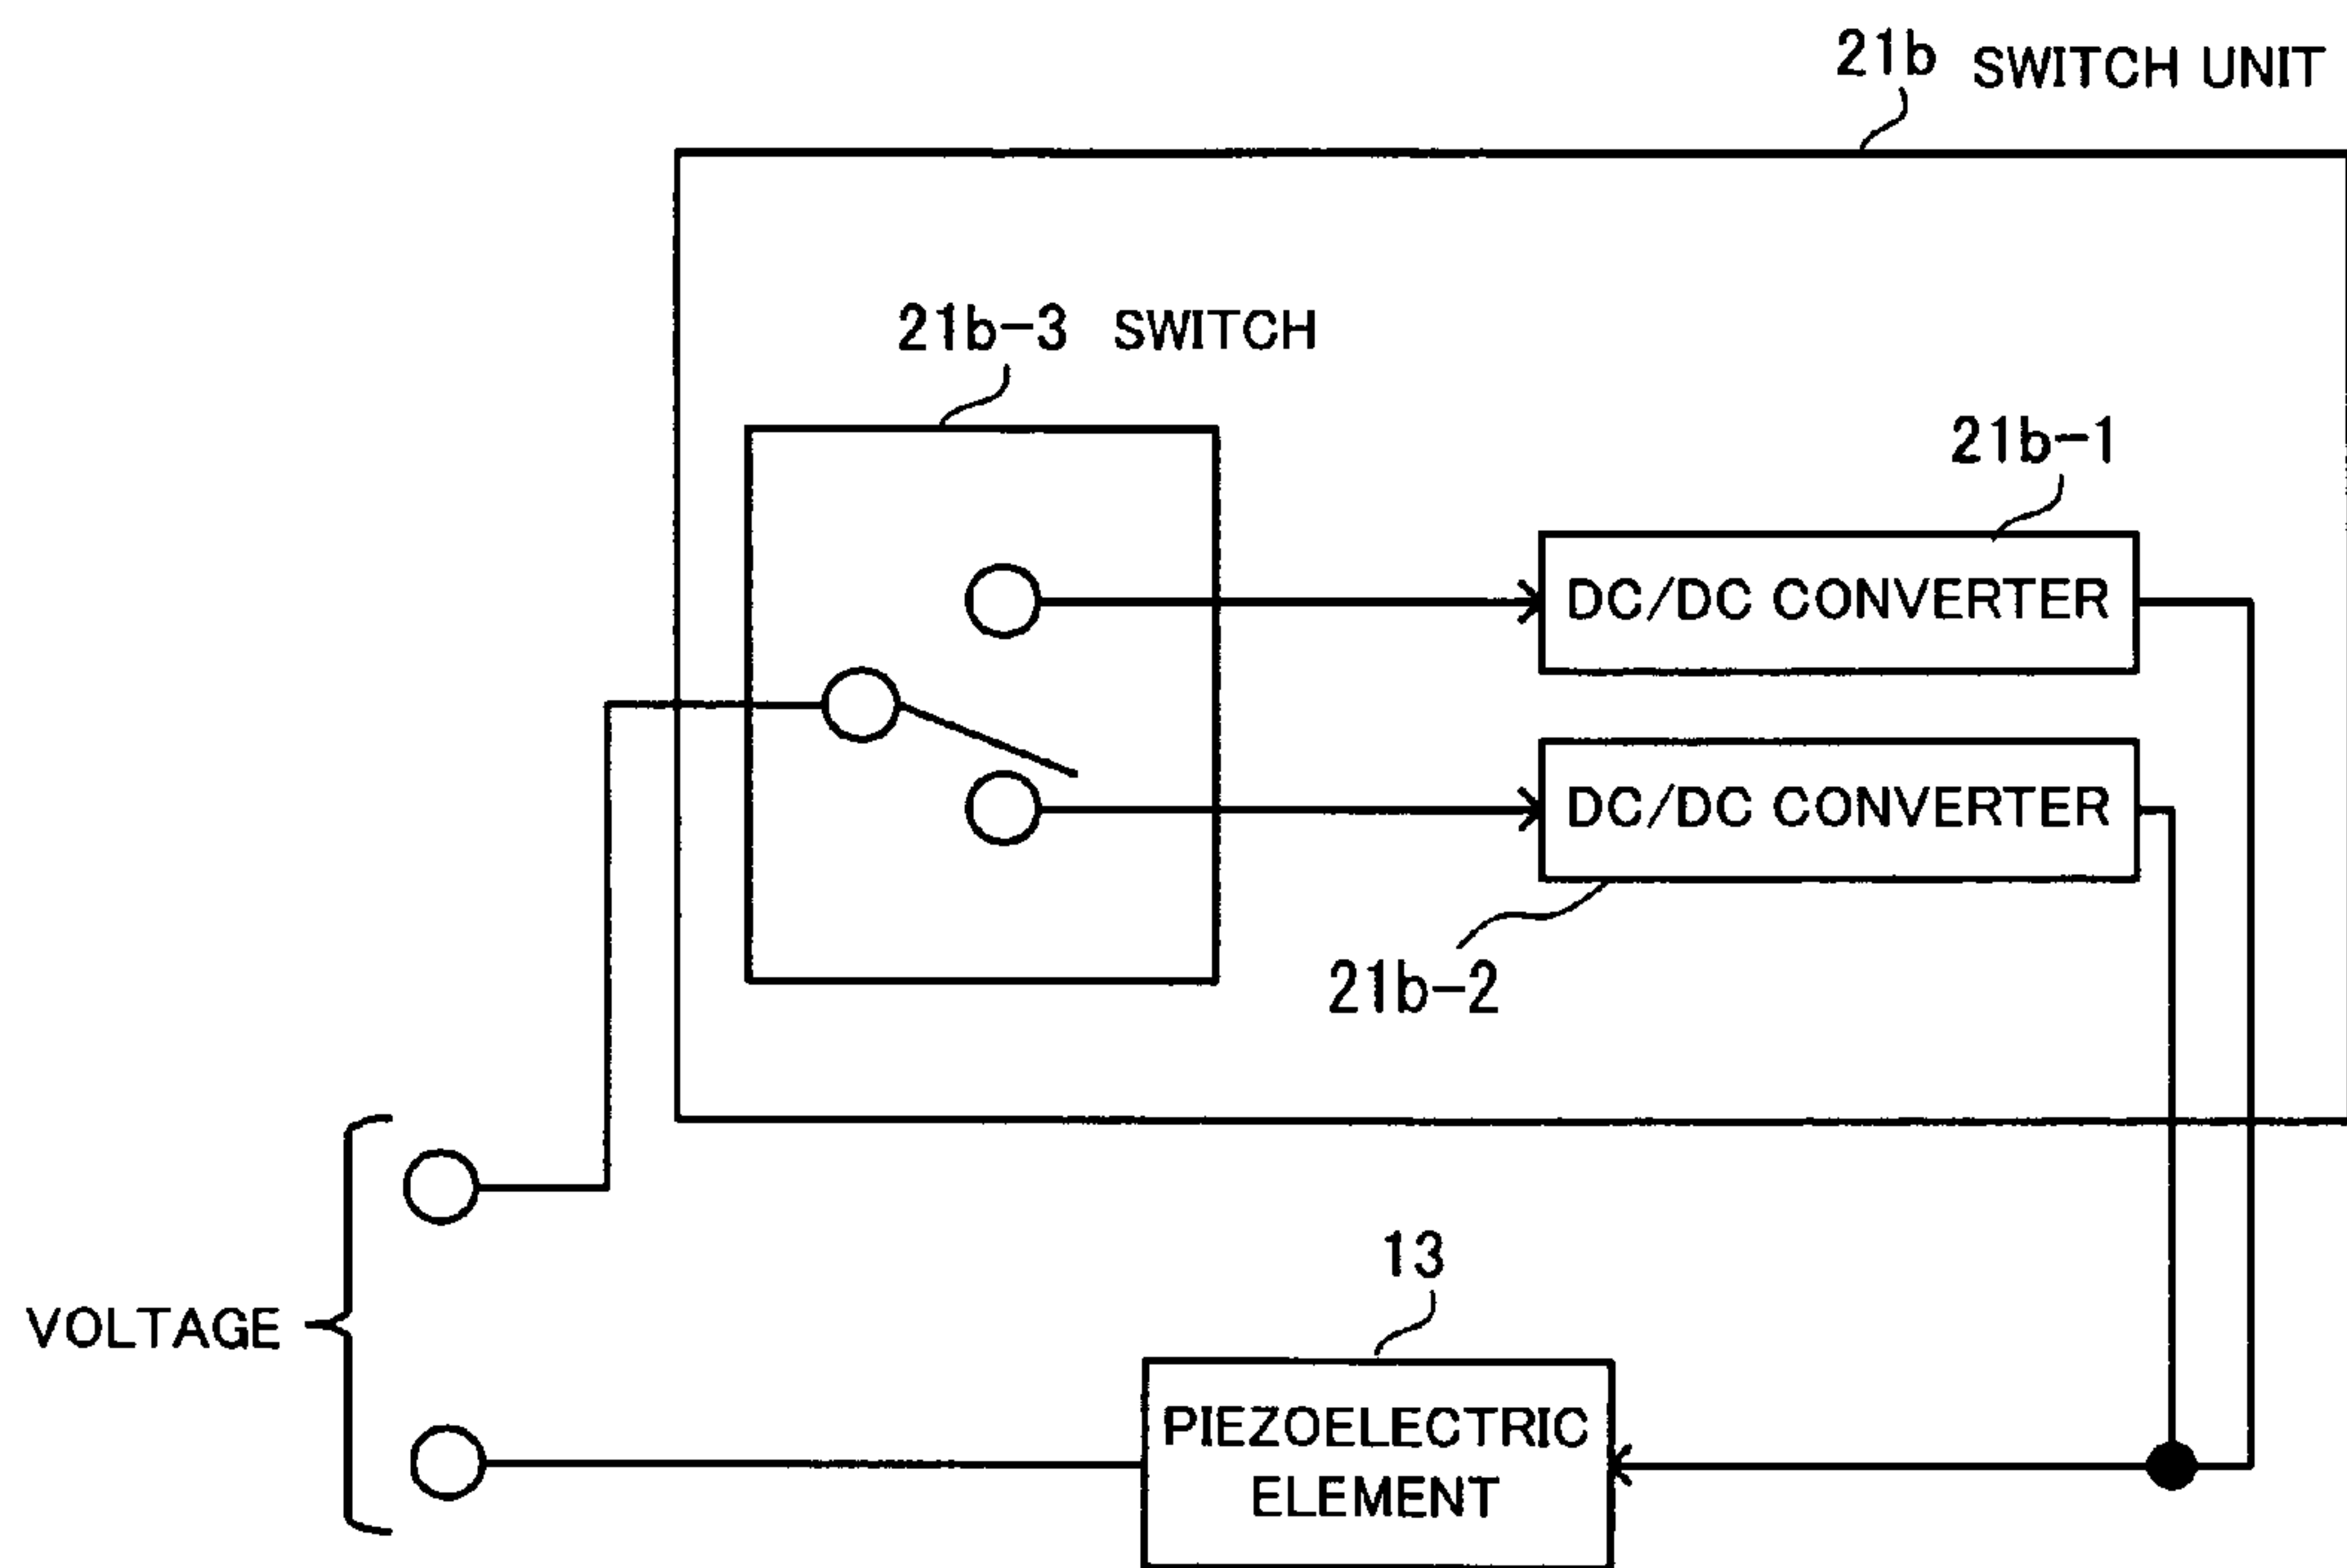 21b SWITCH UNIT
21b-3 SWITCH
21b-1
DC/DC CONVERTER
DC/DC CONVERTER
21b-2
VOLTAGE
13
PIEZOELECTRIC
ELEMENT